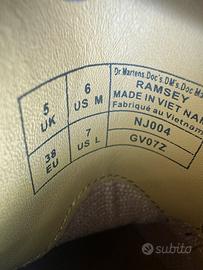 5 UK
6 US M
38 EU
7 US L
Dr.Martens.Doc's.DM's.Doc Ma
RAMSEY
MADE IN VIET NA
Fabriqué au Vietnam
NJ004
GV07Z
subito